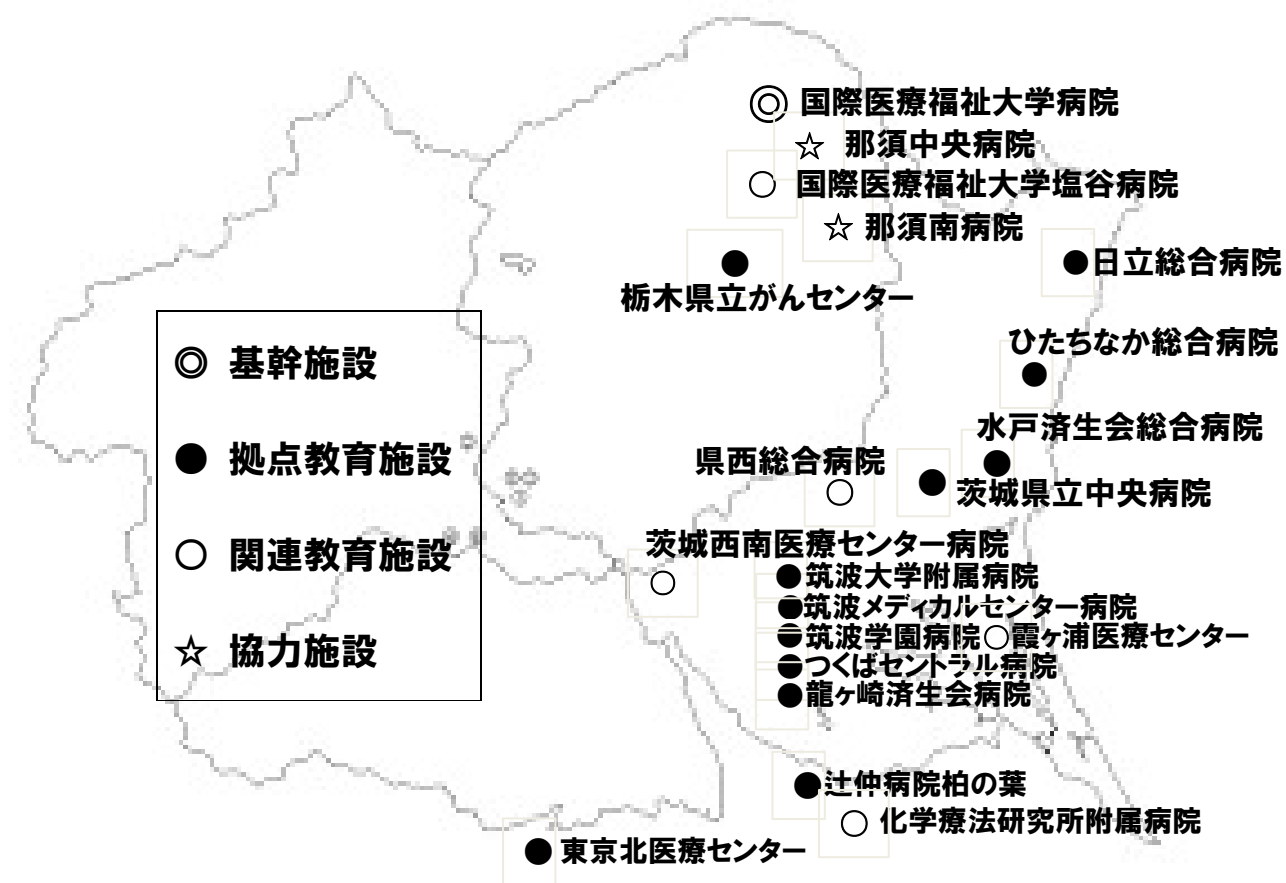 ◎ 国際医療福祉大学病院
☆ 那須中央病院
○ 国際医療福祉大学塩谷病院
☆ 那須南病院
●日立総合病院
栃木県立がんセンター
◎ 基幹施設
● 拠点教育施設
○ 関連教育施設
☆ 協力施設
ひたちなか総合病院
水戸済生会総合病院
県西総合病院
茨城県立中央病院
茨城西南医療センター病院
●筑波大学附属病院
●筑波メディカルセンター病院
●筑波学園病院○霞ヶ浦医療センター
●つくばセントラル病院
●龍ヶ崎済生会病院
●辻仲病院柏の葉
○ 化学療法研究所附属病院
●東京北医療センター